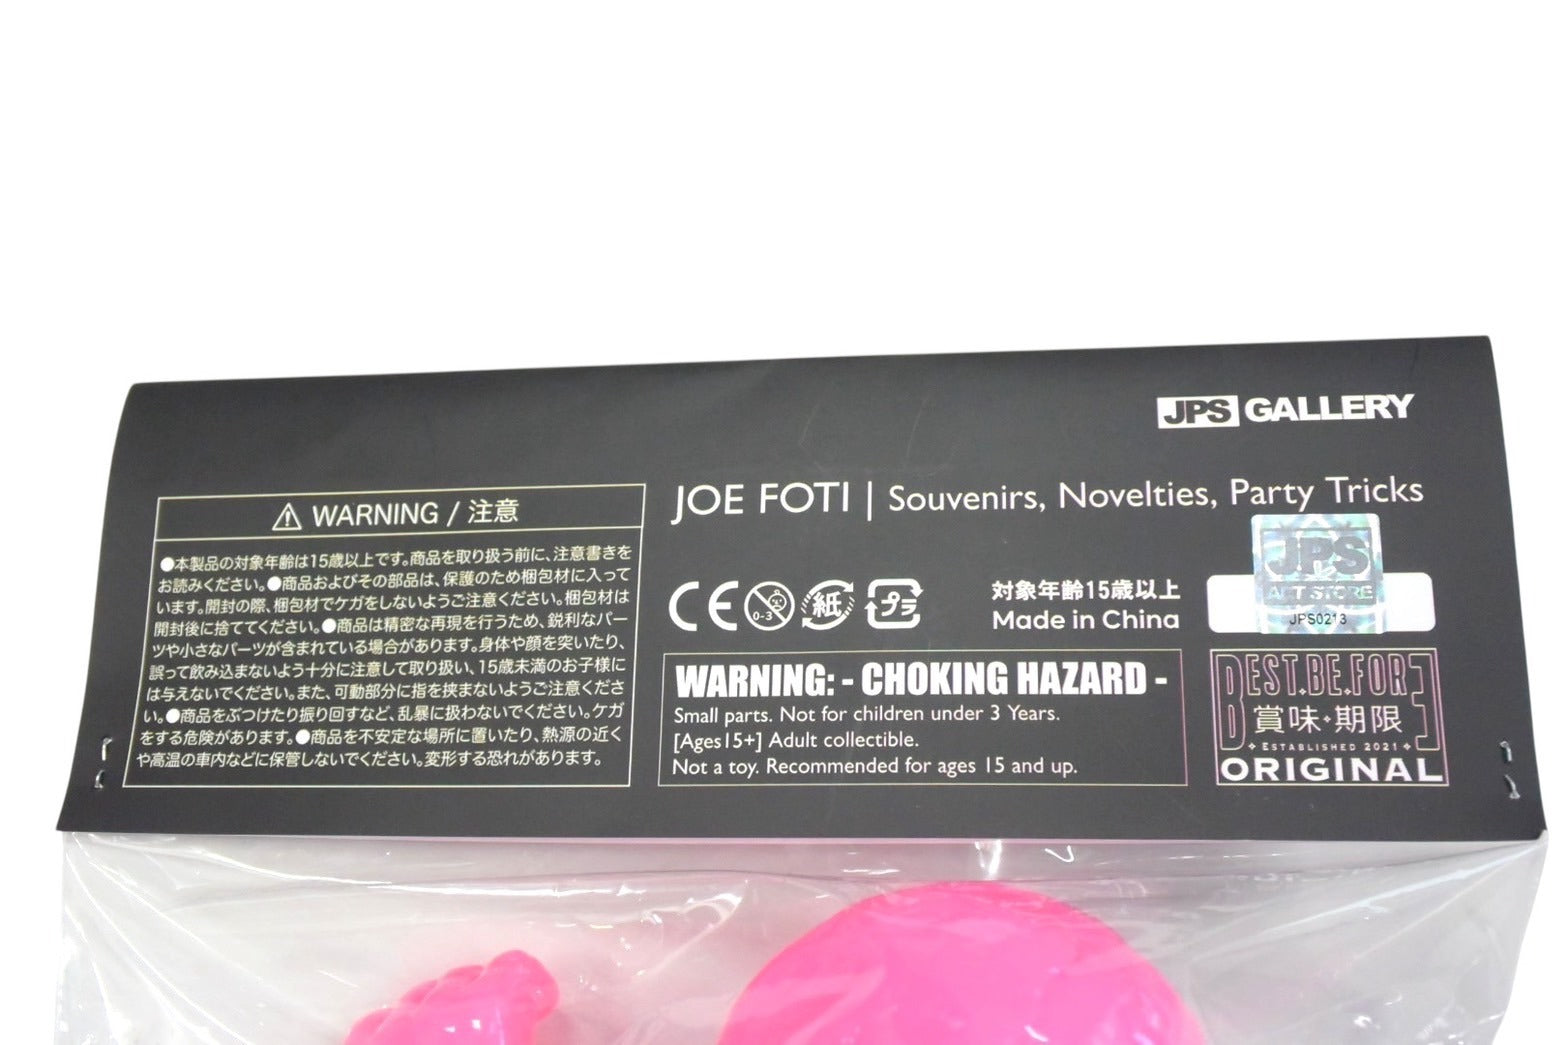 JPS GALLERY
JOE FOTI | Souvenirs, Novelties, Party Tricks
⚠ WARNING / 注意
●本製品の対象年齢は15歳以上です。商品を取り扱う前に、注意書きを
お読みください。●商品およびその部品は、保護のため梱包材に入って
います。開封の際、梱包材でケガをしないようご注意ください。梱包材は
開封後に捨ててください。●商品は精密な再現を行うため、鋭利なパー
ツや小さなパーツが含まれている場合があります。身体や顔を突いたり、
誤って飲み込まないよう十分に注意して取り扱い、15歳未満のお子様に
は与えないでください。また、可動部分に指を挟まないようご注意くださ
い。●商品をぶつけたり振り回すなど、乱暴に扱わないでください。ケガ
をする危険があります。●商品を不安定な場所に置いたり、熱源の近く
や高温の車内などに保管しないでください。変形する恐れがあります。
CE 0-3 紙 プラ
対象年齢15歳以上
Made in China
JPS
ART STORE
JPS0213
WARNING: - CHOKING HAZARD -
Small parts. Not for children under 3 Years.
[Ages15+] Adult collectible.
Not a toy. Recommended for ages 15 and up.
BEST.BE.FORE
賞味・期限
ESTABLISHED 2021
ORIGINAL